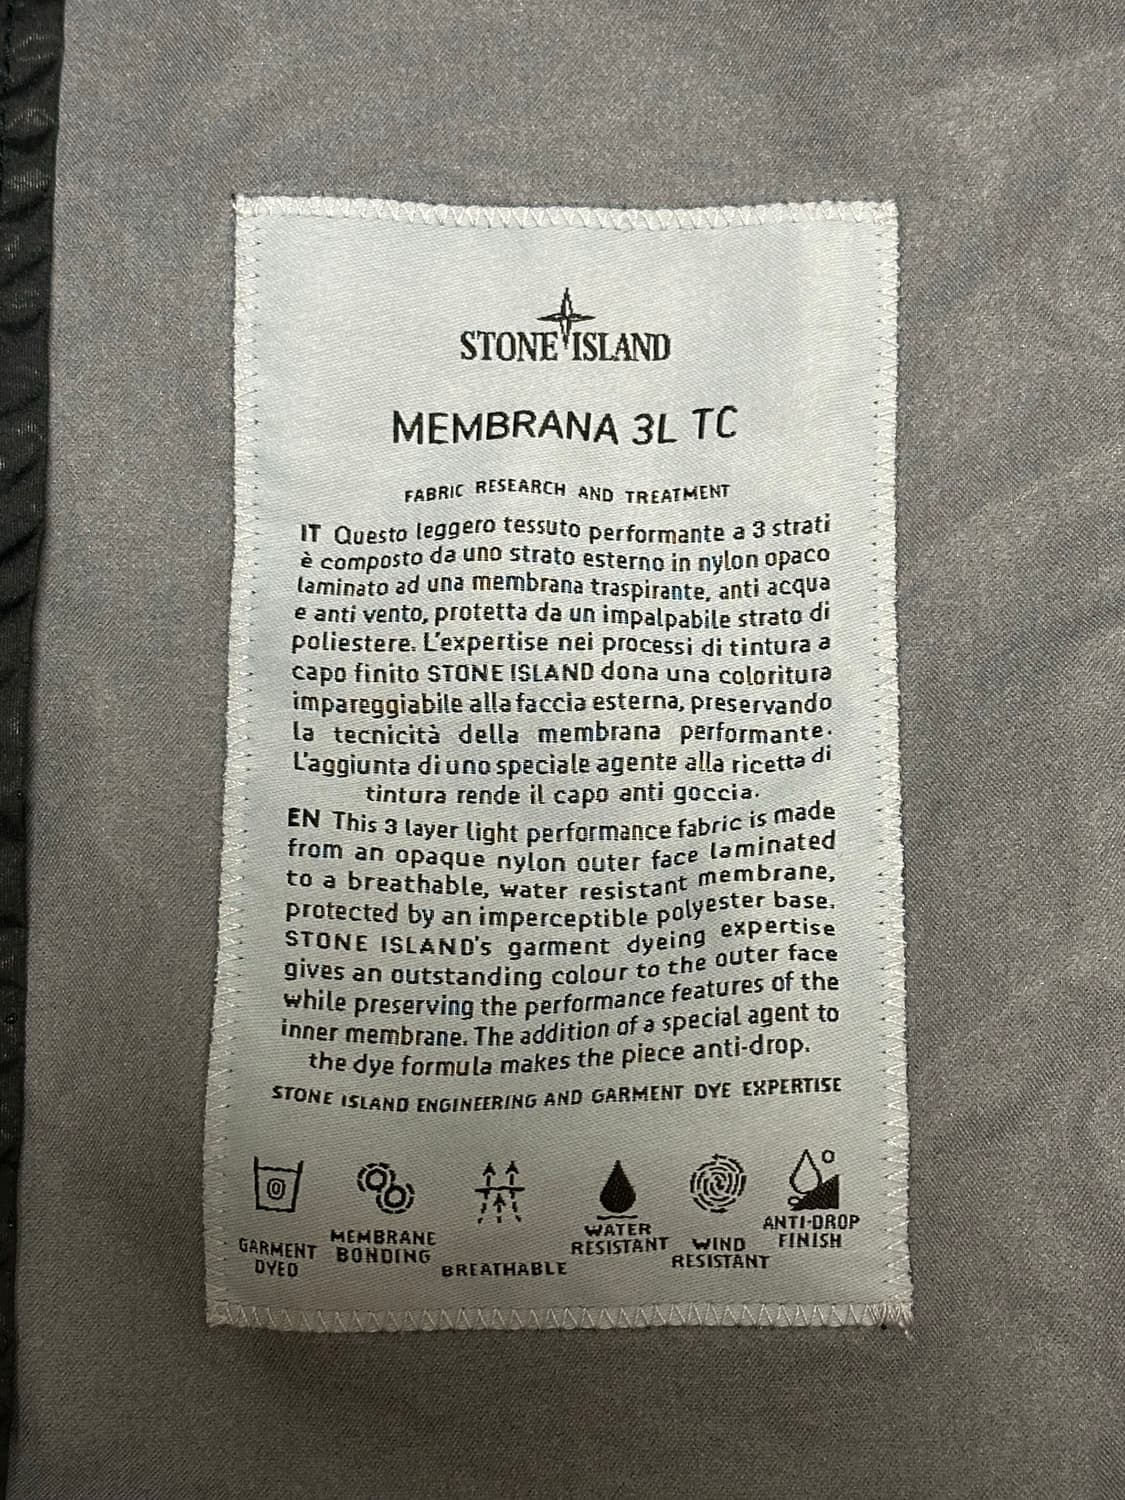 STONE ISLAND
MEMBRANA 3L TC
FABRIC RESEARCH AND TREATMENT
IT Questo leggero tessuto performante a 3 strati
è composto da uno strato esterno in nylon opaco
laminato ad una membrana traspirante, anti acqua
e anti vento, protetta da un impalpabile strato di
poliestere. L'expertise nei processi di tintura a
capo finito STONE ISLAND dona una coloritura
impareggiabile alla faccia esterna, preservando
la tecnicità della membrana performante.
L'aggiunta di uno speciale agente alla ricetta di
tintura rende il capo anti goccia.
EN This 3 layer light performance fabric is made
from an opaque nylon outer face laminated
to a breathable, water resistant membrane,
protected by an imperceptible polyester base.
STONE ISLAND's garment dyeing expertise
gives an outstanding colour to the outer face
while preserving the performance features of the
inner membrane. The addition of a special agent to
the dye formula makes the piece anti-drop.
STONE ISLAND ENGINEERING AND GARMENT DYE EXPERTISE
GARMENT
DYED
MEMBRANE
BONDING
BREATHABLE
WATER
RESISTANT
WIND
RESISTANT
ANTI-DROP
FINISH